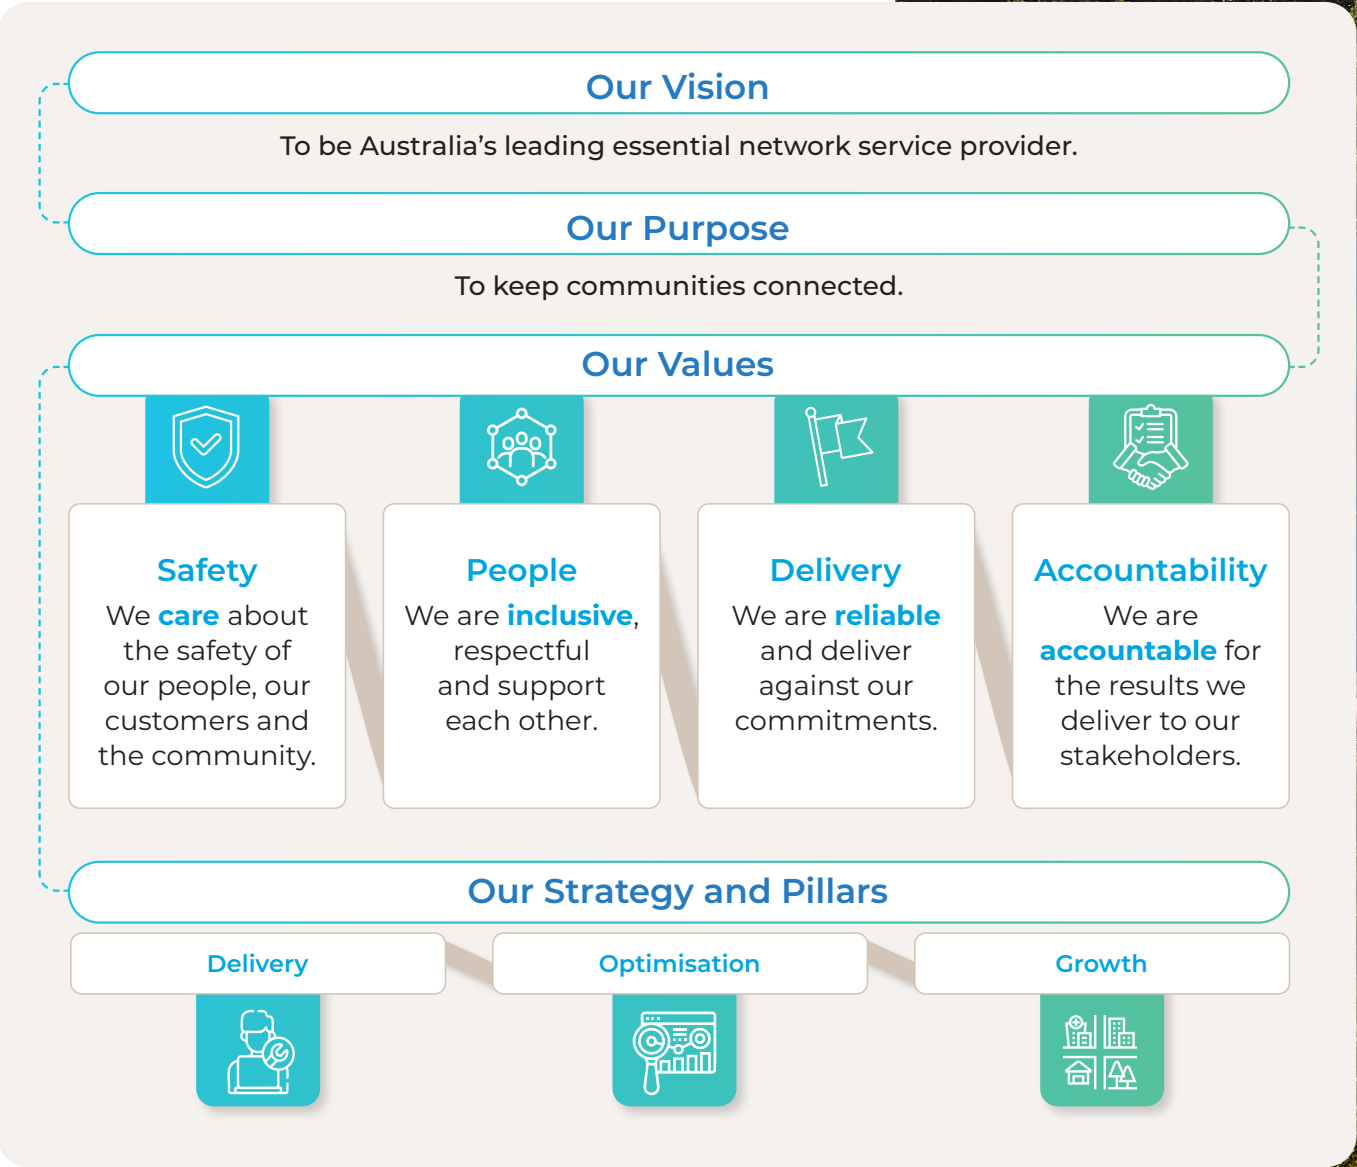 Our Vision
To be Australia’s leading essential network service provider.
Our Purpose
To keep communities connected.
Our Values
Safety
We care about
the safety of
our people, our
customers and
the community.
People
We are inclusive,
respectful
and support
each other.
Delivery
We are reliable
and deliver
against our
commitments.
Accountability
We are
accountable for
the results we
deliver to our
stakeholders.
Our Strategy and Pillars
Delivery
Optimisation
Growth